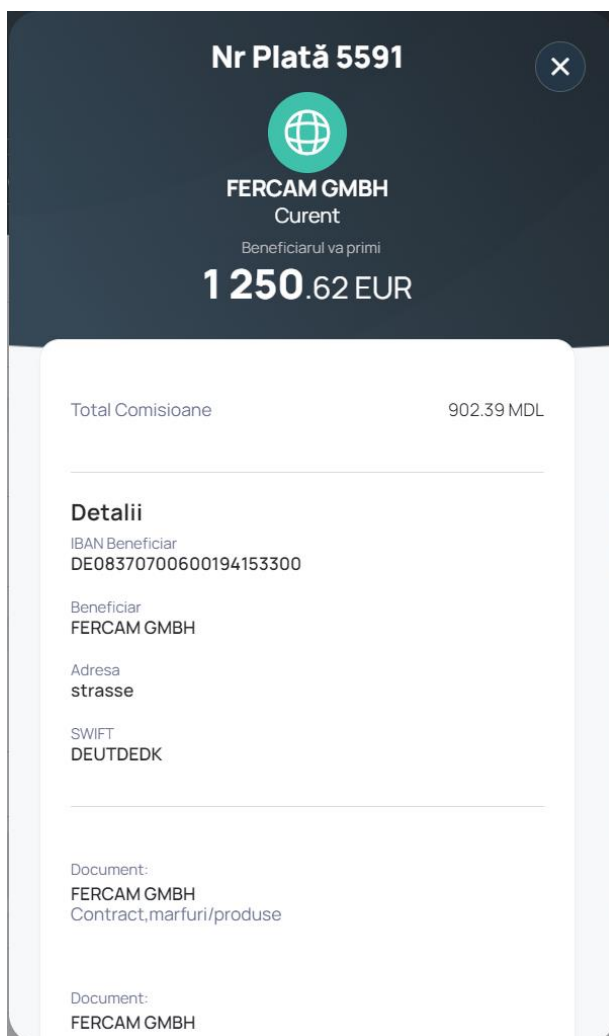 Nr Plată 5591
FERCAM GMBH
Curent
Beneficiarul va primi
1 250.62 EUR
Total Comisioane 902.39 MDL
Detalii
IBAN Beneficiar
DE08370700600194153300
Beneficiar
FERCAM GMBH
Adresa
strasse
SWIFT
DEUTDEDK
Document:
FERCAM GMBH
Contract,marfuri/produse
Document:
FERCAM GMBH